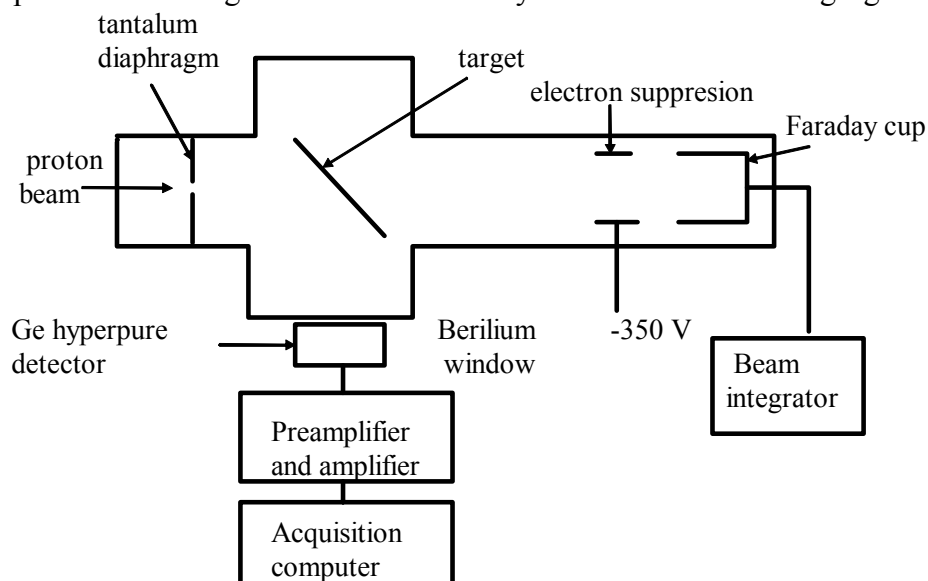 tantalum
diaphragm
target
electron suppresion
Faraday cup
proton
beam
Ge hyperpure
detector
Berilium
window
-350 V
Beam
integrator
Preamplifier
and amplifier
Acquisition
computer